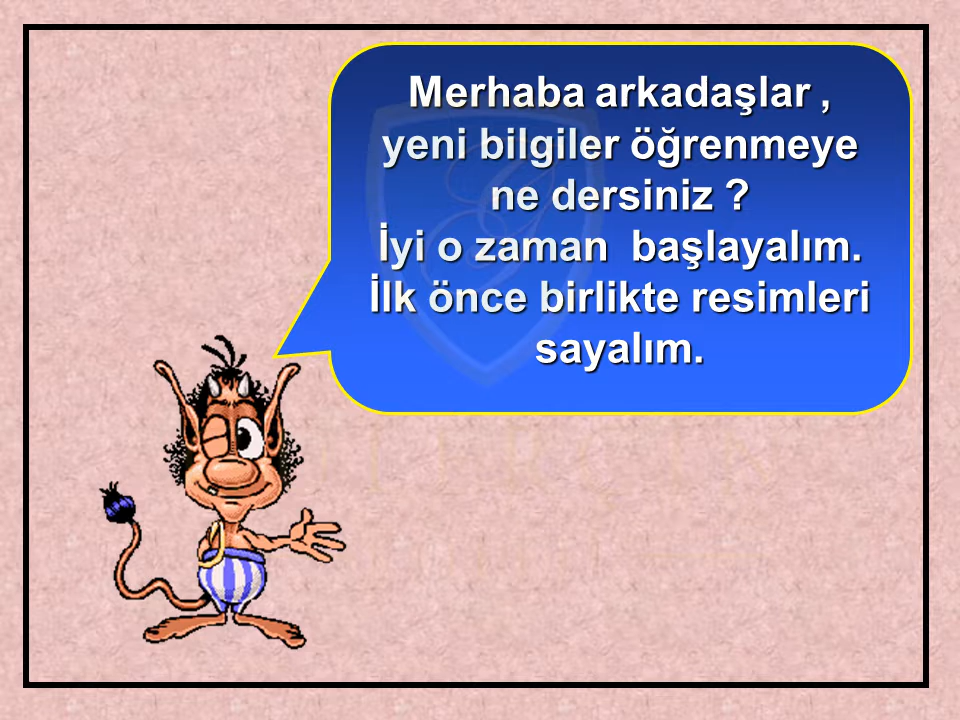 Merhaba arkadaşlar ,
yeni bilgiler öğrenmeye
ne dersiniz ?
İyi o zaman  başlayalım.
İlk önce birlikte resimleri
sayalım.